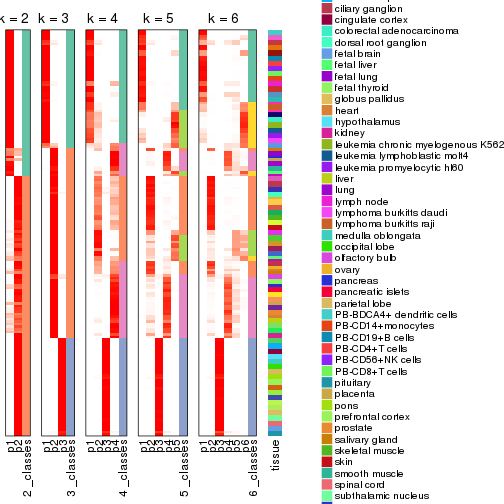 k = 2 k = 3 k = 4 k = 5 k = 6
ciliary ganglion
cingulate cortex
colorectal adenocarcinoma
dorsal root ganglion
fetal brain
fetal liver
fetal lung
fetal thyroid
globus pallidus
heart
hypothalamus
kidney
leukemia chronic myelogenous K562
leukemia lymphoblastic molt4
leukemia promyelocytic hl60
liver
lung
lymph node
lymphoma burkitts daudi
lymphoma burkitts raji
medulla oblongata
occipital lobe
olfactory bulb
ovary
pancreas
pancreatic islets
parietal lobe
PB-BDCA4+ dendritic cells
PB-CD14+ monocytes
PB-CD19+ B cells
PB-CD4+ T cells
PB-CD56+ NK cells
PB-CD8+ T cells
pituitary
placenta
pons
prefrontal cortex
prostate
salivary gland
skeletal muscle
skin
smooth muscle
spinal cord
subthalamic nucleus
p1
p2
2_classes
p1
p2
p3
3_classes
p1
p2
p3
p4
4_classes
p1
p2
p3
p4
p5
5_classes
p1
p2
p3
p4
p5
p6
6_classes
tissue